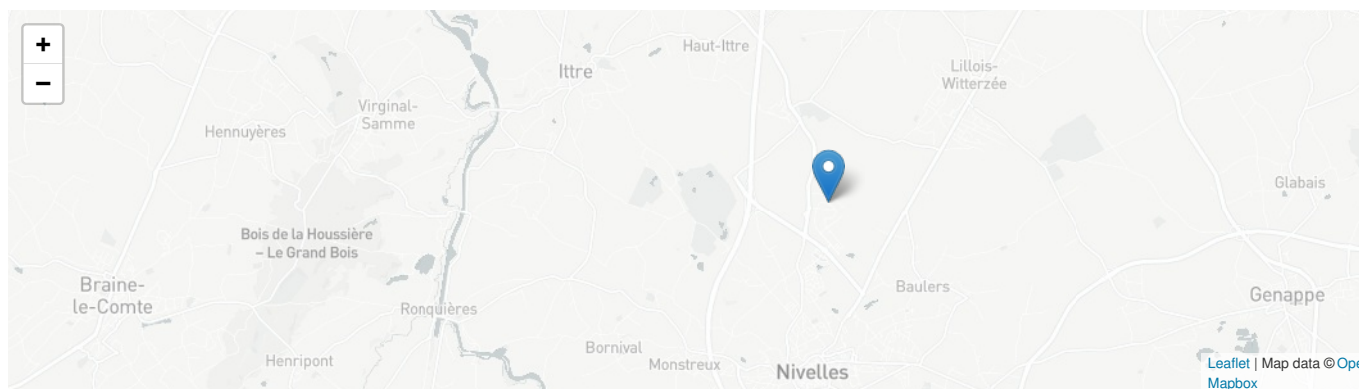 +
−
Haut-Ittre
Ittre
Lillois-
Witterzée
Virginal-
Samme
Hennuyères
Glabais
Bois de la Houssière
– Le Grand Bois
Braine-
le-Comte
Baulers
Genappe
Ronquières
Bornival
Monstreux
Henripont
Nivelles
Leaflet | Map data © Ope
Mapbox